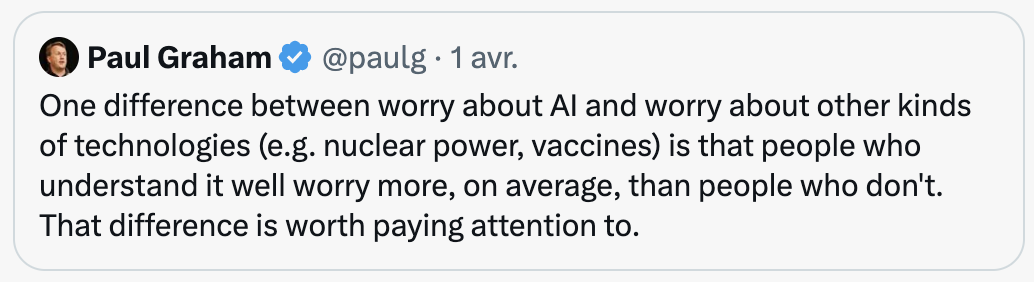 Paul Graham @paulg · 1 avr.
One difference between worry about AI and worry about other kinds
of technologies (e.g. nuclear power, vaccines) is that people who
understand it well worry more, on average, than people who don't.
That difference is worth paying attention to.